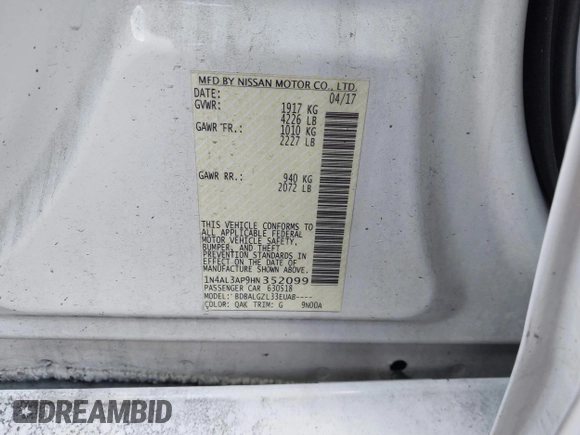 MFD BY NISSAN MOTOR CO., LTD.
DATE: 04/17
GVWR: 1917 KG
4226 LB
GAWR FR.: 1010 KG
2227 LB
GAWR RR.: 940 KG
2072 LB
THIS VEHICLE CONFORMS TO
ALL APPLICABLE FEDERAL
MOTOR VEHICLE SAFETY,
BUMPER, AND THEFT
PREVENTION STANDARDS IN
EFFECT ON THE DATE OF
MANUFACTURE SHOWN ABOVE.
1N4AL3AP9HN352099
PASSENGER CAR 630518
MODEL: BDBALGZL33EUAB----
COLOR: QAK TRIM: G 9N00A
DREAMBID